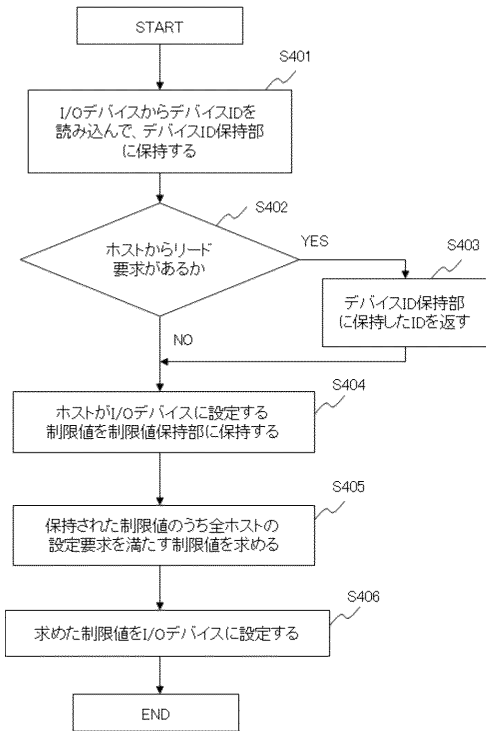 START
S401
I/OデバイスからデバイスIDを
読み込んで、デバイスID保持部
に保持する
S402
ホストからリード
要求があるか
YES
S403
デバイスID保持部
に保持したIDを返す
NO
S404
ホストがI/Oデバイスに設定する
制限値を制限値保持部に保持する
S405
保持された制限値のうち全ホストの
設定要求を満たす制限値を求める
S406
求めた制限値をI/Oデバイスに設定する
END